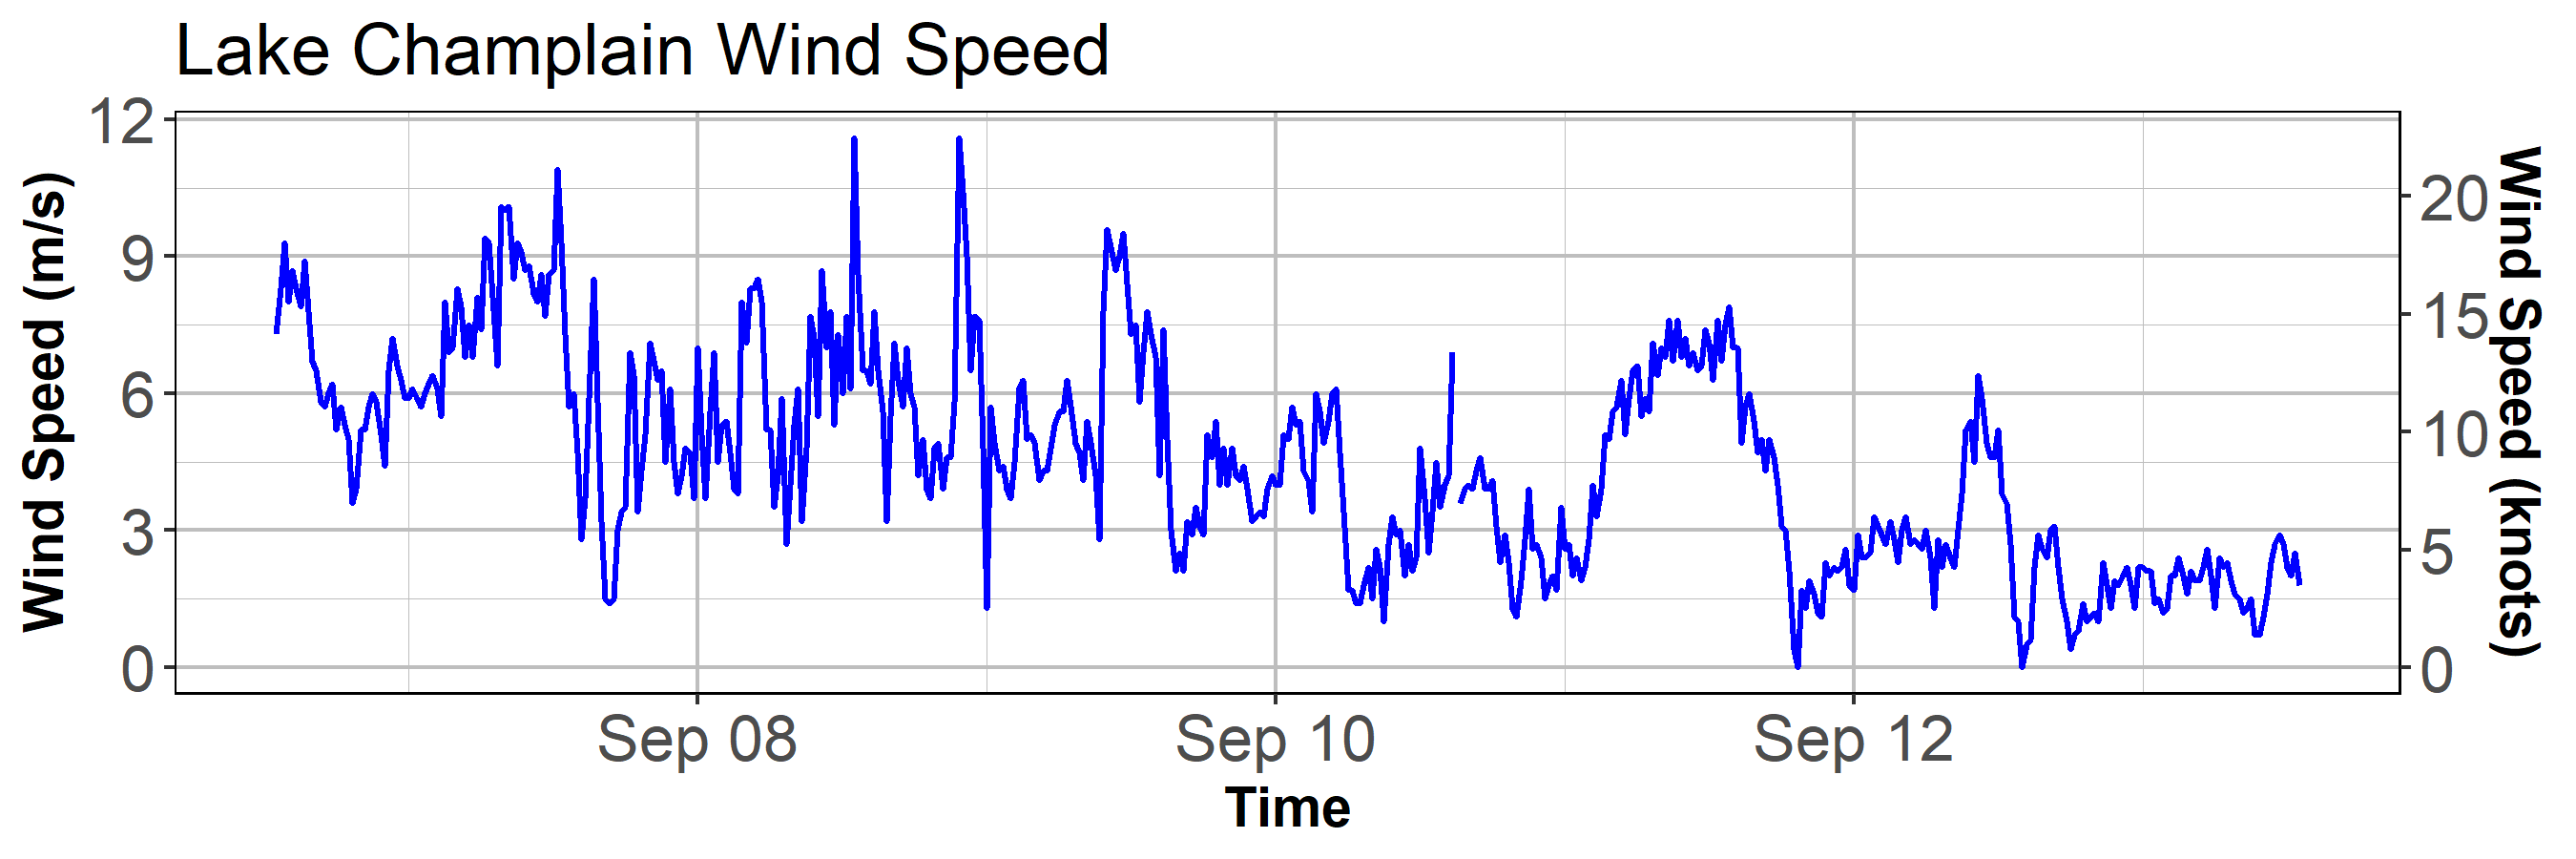 Lake Champlain Wind Speed
12
9
6
3
0
Wind Speed (m/s)
20
15
10
5
0
Wind Speed (knots)
Sep 08
Sep 10
Sep 12
Time